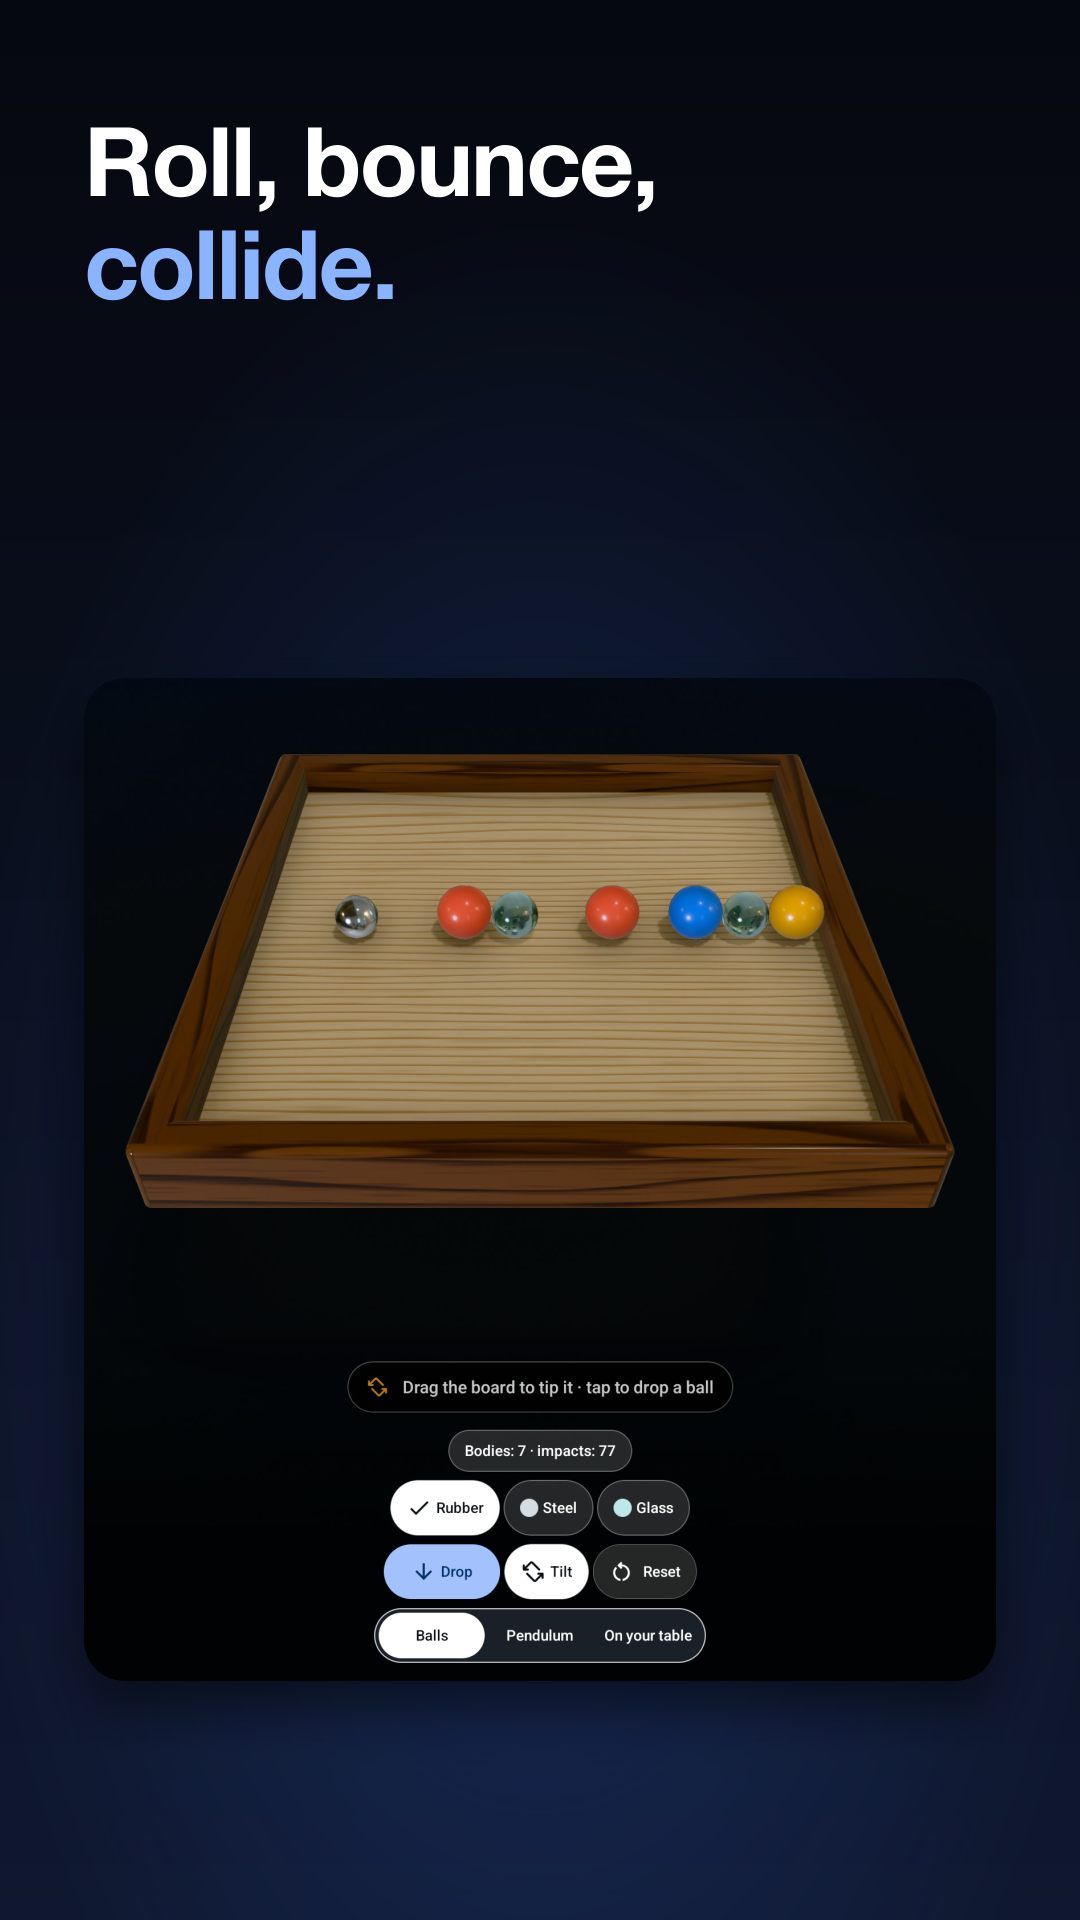 Roll, bounce,
collide.
Drag the board to tip it · tap to drop a ball
Bodies: 7 · impacts: 77
Rubber
Steel
Glass
Drop
Tilt
Reset
Balls
Pendulum
On your table